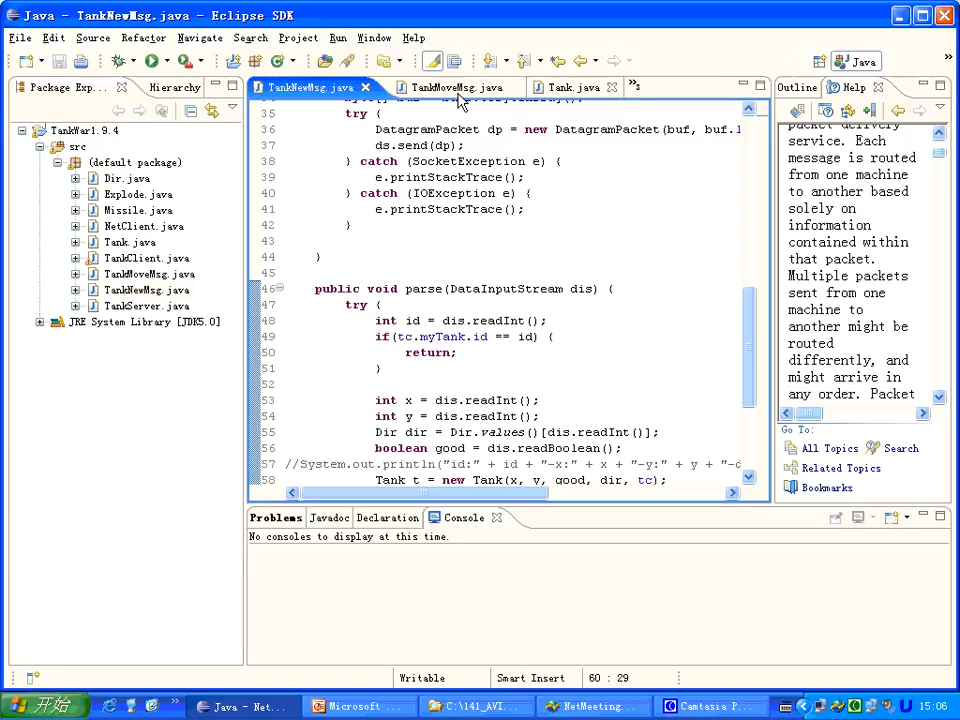 Java - TankNewMsg.java - Eclipse SDK
File Edit Source Refactor Navigate Search Project Run Window Help
Java
Package Exp... Hierarchy
TankNewMsg.java TankMoveMsg.java Tank.java »3
Outline Help
TankWar1.9.4
src
(default package)
Dir.java
Explode.java
Missile.java
NetClient.java
Tank.java
TankClient.java
TankMoveMsg.java
TankNewMsg.java
TankServer.java
JRE System Library [JDK5.0]
35 try {
36 DatagramPacket dp = new DatagramPacket(buf, buf.l
37 ds.send(dp);
38 } catch (SocketException e) {
39 e.printStackTrace();
40 } catch (IOException e) {
41 e.printStackTrace();
42 }
43
44 }
45
46 public void parse(DataInputStream dis) {
47 try {
48 int id = dis.readInt();
49 if(tc.myTank.id == id) {
50 return;
51 }
52
53 int x = dis.readInt();
54 int y = dis.readInt();
55 Dir dir = Dir.values()[dis.readInt()];
56 boolean good = dis.readBoolean();
57 //System.out.println("id:" + id + "-x:" + x + "-y:" + y + "-d
58 Tank t = new Tank(x, y, good, dir, tc);
packet delivery
service. Each
message is routed
from one machine
to another based
solely on
information
contained within
that packet.
Multiple packets
sent from one
machine to
another might be
routed
differently, and
might arrive in
any order. Packet
Go To:
All Topics Search
Related Topics
Bookmarks
Problems Javadoc Declaration Console
No consoles to display at this time.
Writable Smart Insert 60 : 29
开始 Java - Net... Microsoft ... C:\141_AVI... NetMeeting... Camtasia P... 15:06